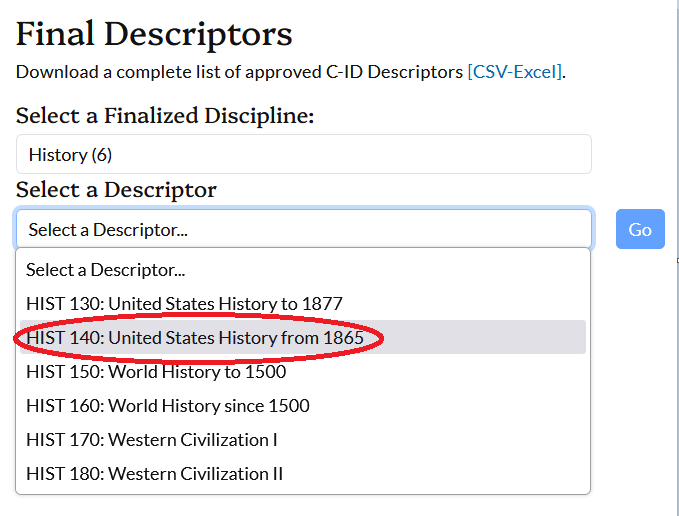 Final Descriptors
Download a complete list of approved C-ID Descriptors [CSV-Excel].
Select a Finalized Discipline:
History (6)
Select a Descriptor
Select a Descriptor...
Go
Select a Descriptor...
HIST 130: United States History to 1877
HIST 140: United States History from 1865
HIST 150: World History to 1500
HIST 160: World History since 1500
HIST 170: Western Civilization I
HIST 180: Western Civilization II